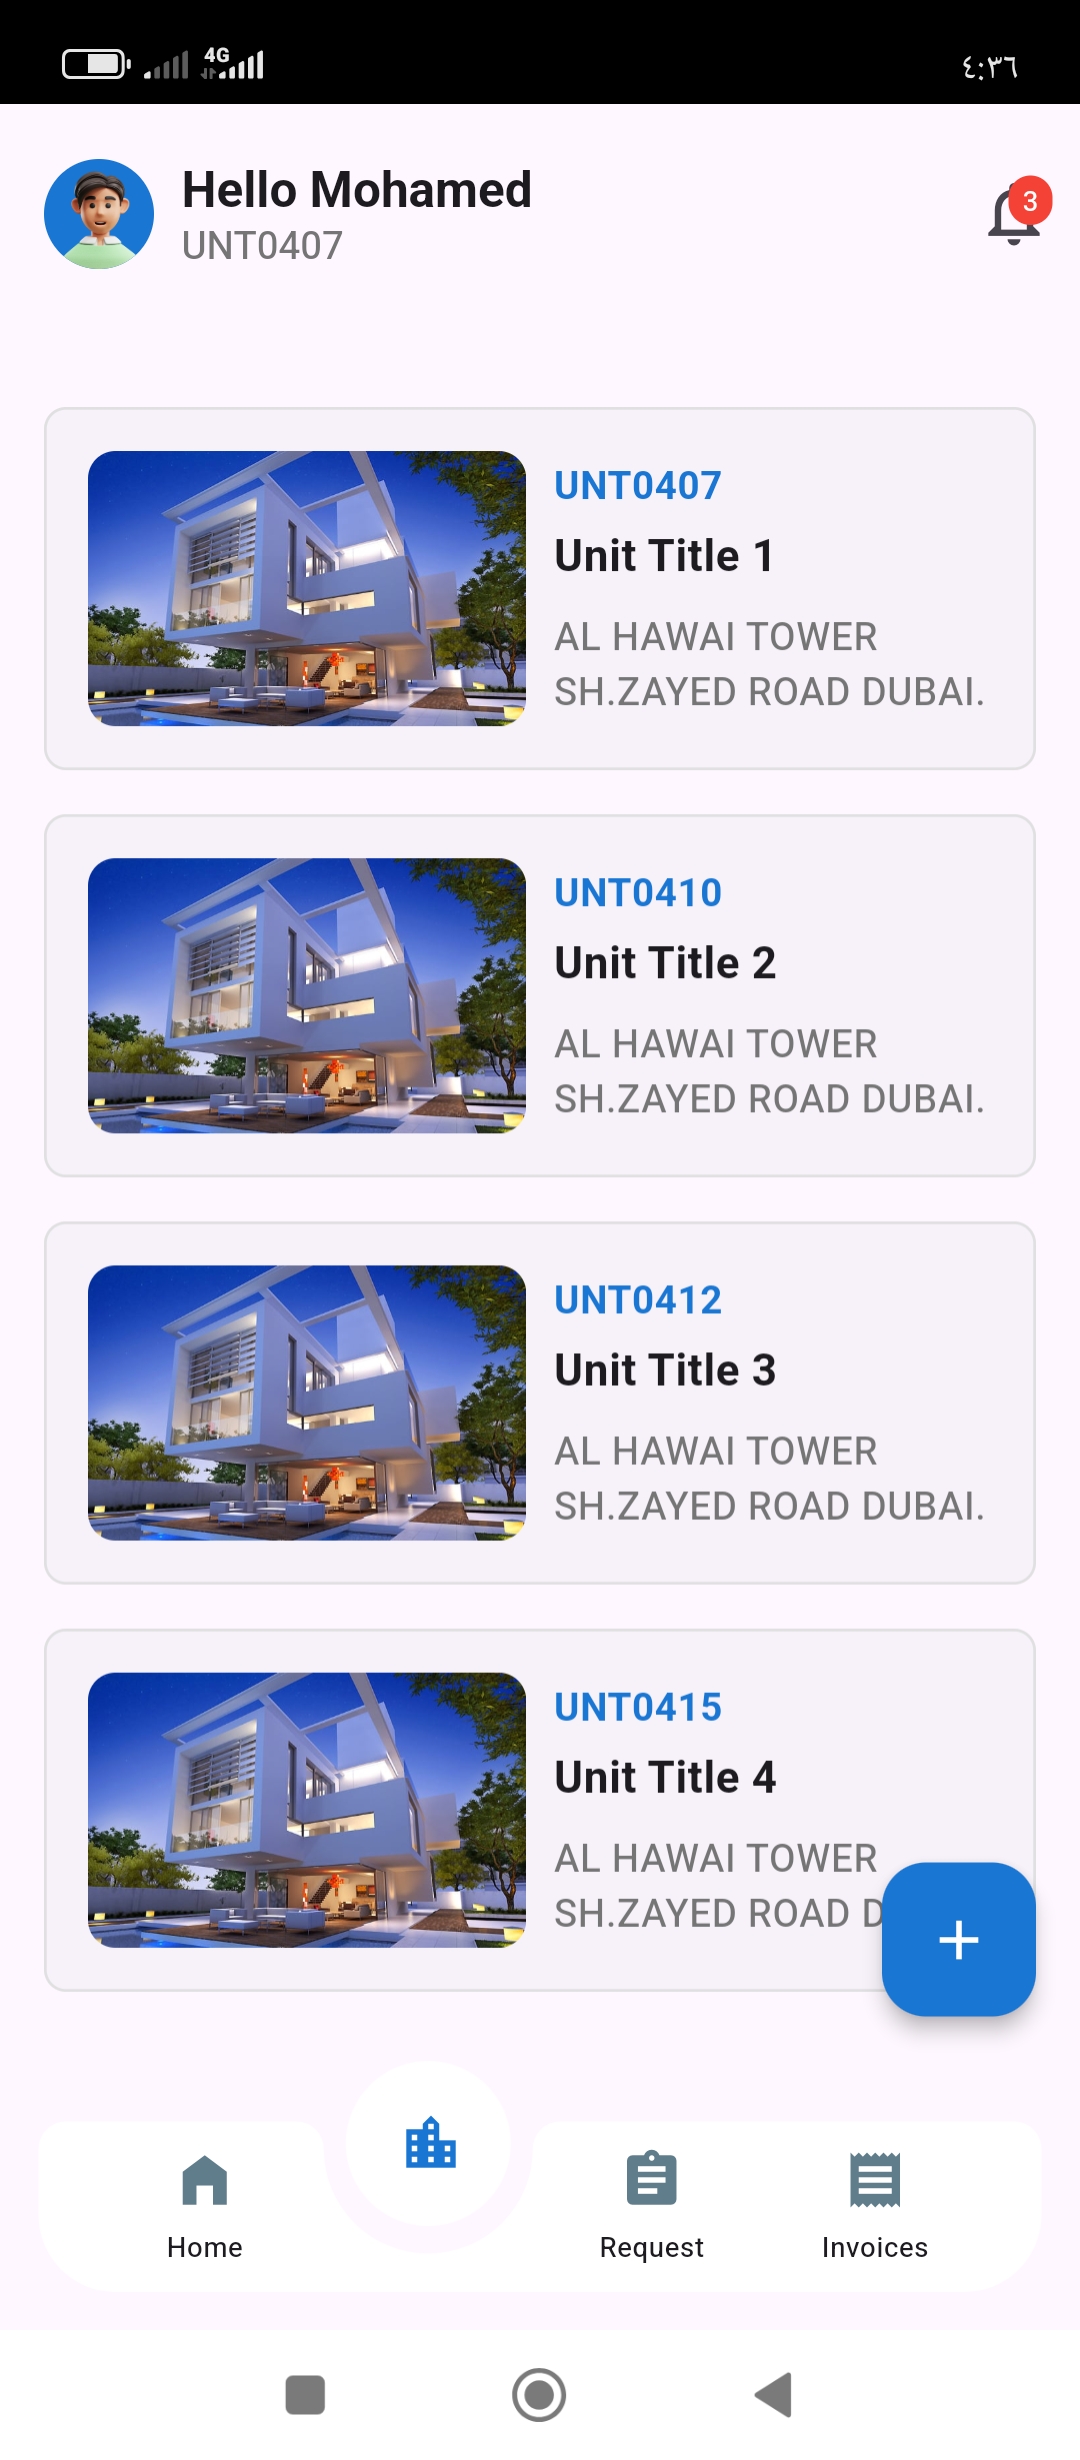 4G
٤:٣٦
Hello Mohamed
UNT0407
3
UNT0407
Unit Title 1
AL HAWAI TOWER
SH.ZAYED ROAD DUBAI.
UNT0410
Unit Title 2
AL HAWAI TOWER
SH.ZAYED ROAD DUBAI.
UNT0412
Unit Title 3
AL HAWAI TOWER
SH.ZAYED ROAD DUBAI.
UNT0415
Unit Title 4
AL HAWAI TOWER
SH.ZAYED ROAD D
Home
Request
Invoices